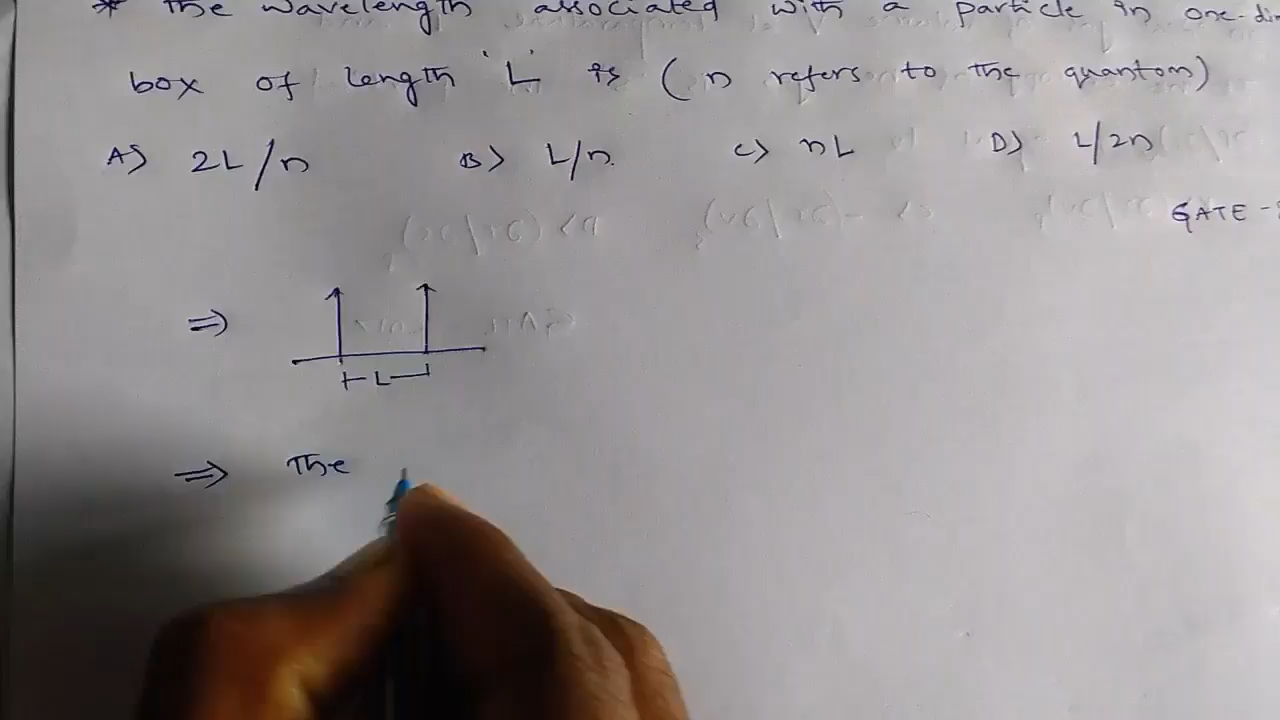 * The wavelength associated with a particle in one-dim
box of length 'L' is (n refers to the quantom)
A) 2L/n B) L/n. C) nL D) L/2n
GATE -
⇒
L
⇒ The